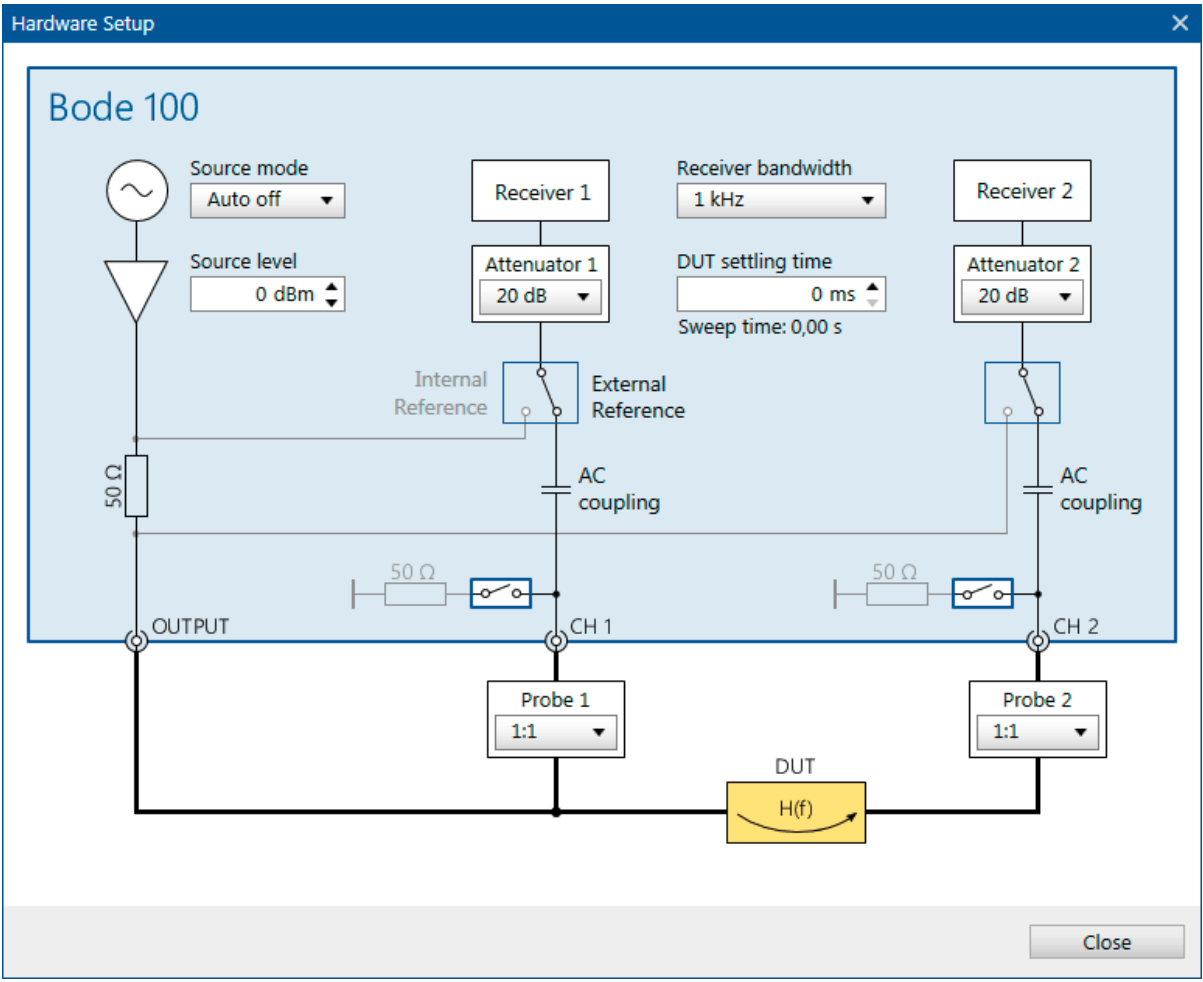 Hardware Setup
Bode 100
Source mode
Auto off
Receiver 1
Receiver bandwidth
1 kHz
Receiver 2
Source level
0 dBm
Attenuator 1
20 dB
DUT settling time
0 ms
Sweep time: 0,00 s
Attenuator 2
20 dB
Internal
Reference
External
Reference
50 Ω
AC
coupling
AC
coupling
50 Ω
50 Ω
OUTPUT
CH 1
CH 2
Probe 1
1:1
Probe 2
1:1
DUT
H(f)
Close